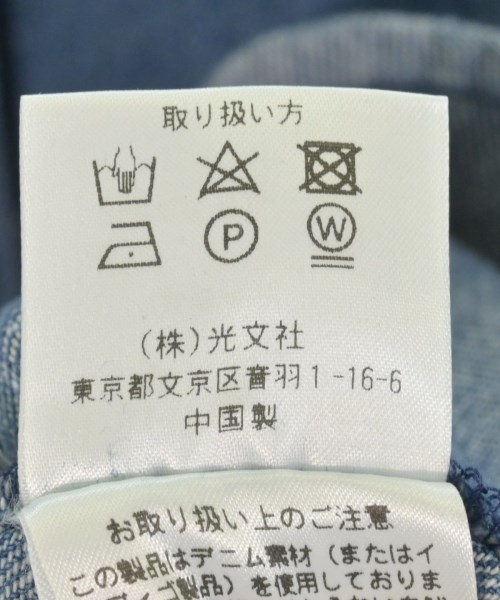 取り扱い方
P W
(株)光文社
東京都文京区音羽1-16-6
中国製
お取り扱い上のご注意
この製品はデニム素材(またはイ
ディゴ製品)を使用しておりま